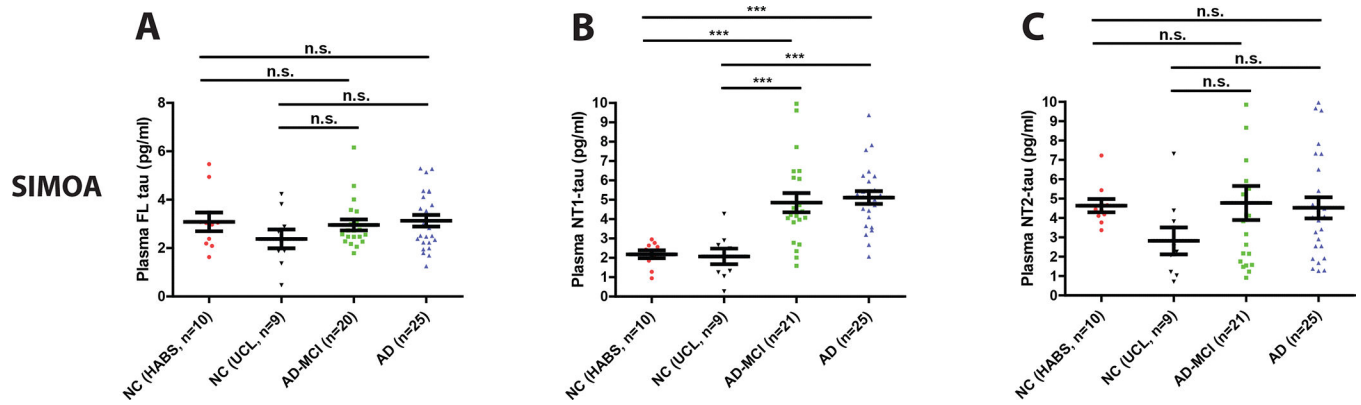 SIMOA
A
n.s.
n.s.
n.s.
n.s.
Plasma FL tau (pg/ml)
8
6
4
2
0
NC (HABS, n=10)
NC (UCL, n=9)
AD-MCI (n=20)
AD (n=25)
B
***
***
***
***
Plasma NT1-tau (pg/ml)
10
9
8
7
6
5
4
3
2
1
0
NC (HABS, n=10)
NC (UCL, n=9)
AD-MCI (n=21)
AD (n=25)
C
n.s.
n.s.
n.s.
n.s.
Plasma NT2-tau (pg/ml)
10
9
8
7
6
5
4
3
2
1
0
NC (HABS, n=10)
NC (UCL, n=9)
AD-MCI (n=21)
AD (n=25)